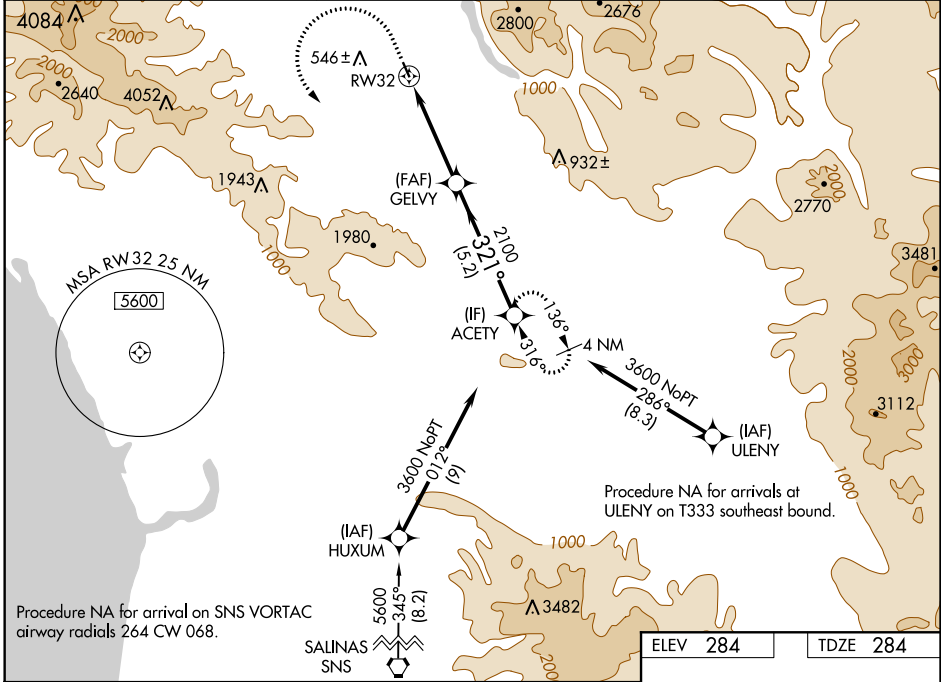 4084
2000
2000
2640
4052
546 ±
RW32
2800
2676
1000
932 ±
(FAF)
GELVY
1943
1980
1000
2770
2000
3481
MSA RW32 25 NM
5600
2100
321°
(5.2)
(IF)
ACETY
136°
316°
4 NM
3600 NoPT
286°
(8.3)
(IAF)
ULENY
2000
3000
3112
1000
3600 NoPT
012°
(9)
(IAF)
HUXUM
Procedure NA for arrivals at
ULENY on T333 southeast bound.
1000
5600
345°
(8.2)
3482
Procedure NA for arrival on SNS VORTAC
airway radials 264 CW 068.
SALINAS
SNS
ELEV 284
TDZE 284